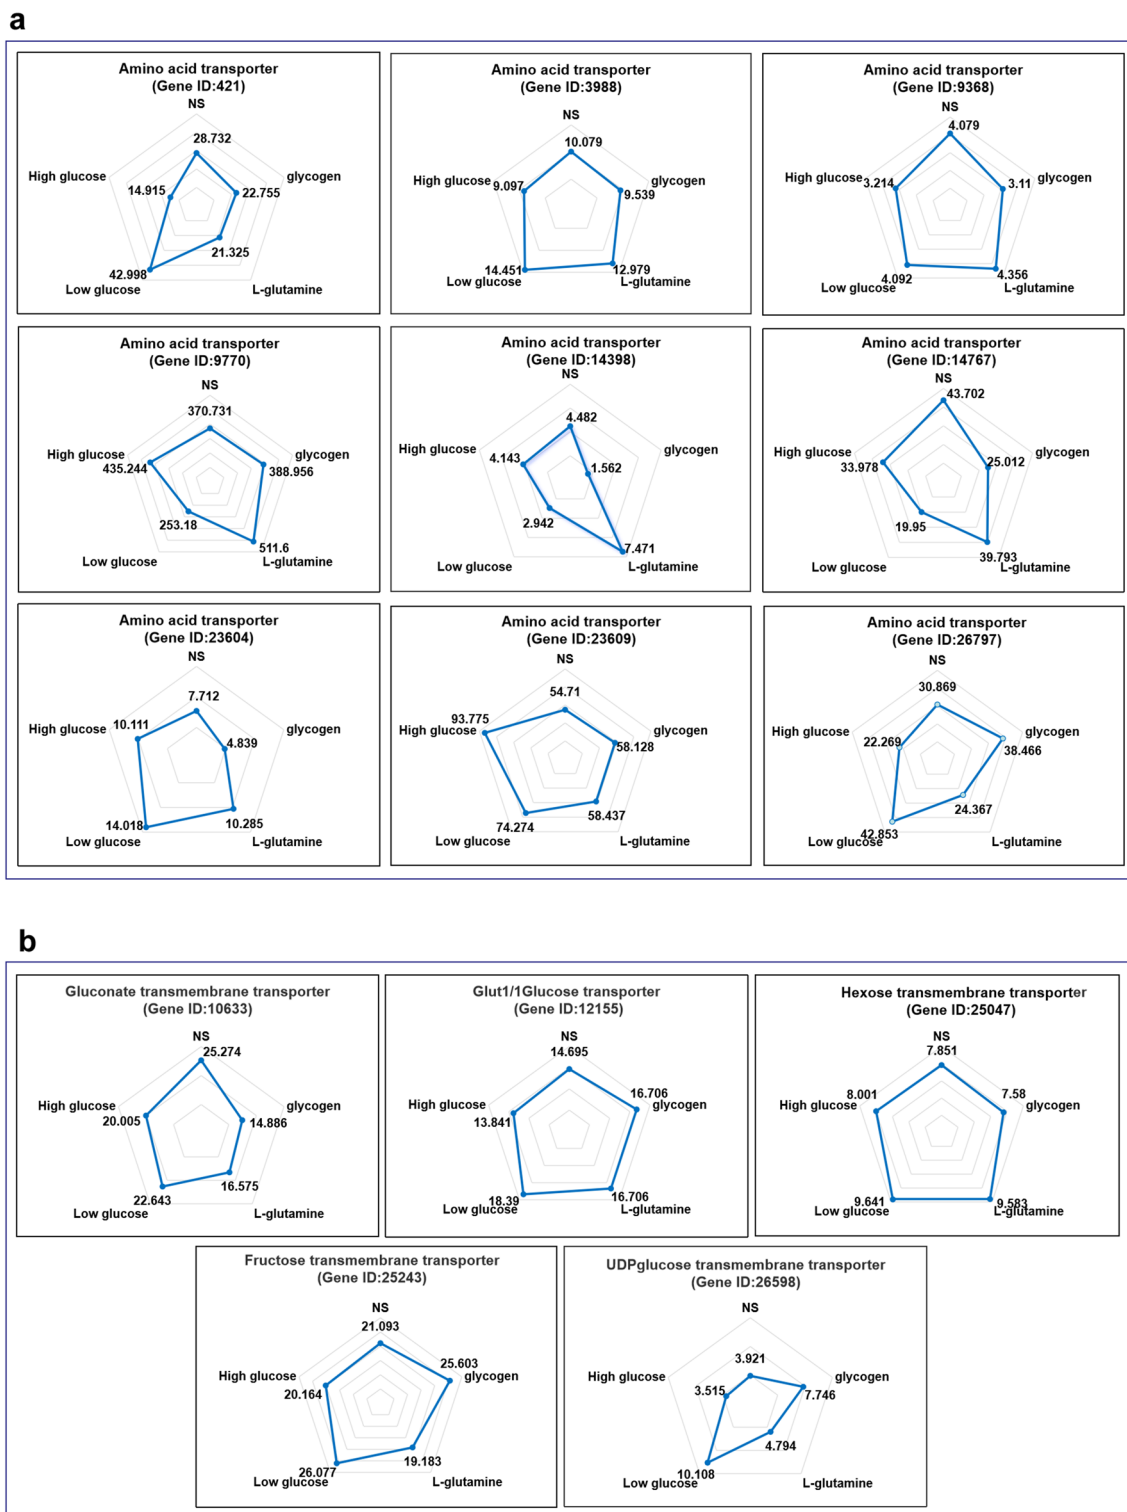 a
Amino acid transporter
(Gene ID:421)
NS
28.732
High glucose
14.915
glycogen
22.755
21.325
42.998
Low glucose
L-glutamine
Amino acid transporter
(Gene ID:3988)
NS
10.079
High glucose
9.097
glycogen
9.539
14.451
12.979
Low glucose
L-glutamine
Amino acid transporter
(Gene ID:9368)
NS
4.079
High glucose
3.214
glycogen
3.11
4.092
4.356
Low glucose
L-glutamine
Amino acid transporter
(Gene ID:9770)
NS
370.731
High glucose
435.244
glycogen
388.956
253.18
511.6
Low glucose
L-glutamine
Amino acid transporter
(Gene ID:14398)
NS
4.482
High glucose
4.143
glycogen
1.562
2.942
7.471
Low glucose
L-glutamine
Amino acid transporter
(Gene ID:14767)
NS
43.702
High glucose
33.978
glycogen
25.012
19.95
39.793
Low glucose
L-glutamine
Amino acid transporter
(Gene ID:23604)
NS
7.712
High glucose
10.111
glycogen
4.839
14.018
10.285
Low glucose
L-glutamine
Amino acid transporter
(Gene ID:23609)
NS
54.71
93.775
High glucose
glycogen
58.128
74.274
58.437
Low glucose
L-glutamine
Amino acid transporter
(Gene ID:26797)
NS
30.869
High glucose
22.269
glycogen
38.466
24.367
42.853
Low glucose
L-glutamine
b
Gluconate transmembrane transporter
(Gene ID:10633)
NS
25.274
High glucose
20.005
glycogen
14.886
16.575
22.643
Low glucose
L-glutamine
Glut1/1Glucose transporter
(Gene ID:12155)
NS
14.695
High glucose
13.841
16.706
glycogen
18.39
16.706
Low glucose
L-glutamine
Hexose transmembrane transporter
(Gene ID:25047)
NS
7.851
8.001
High glucose
7.58
glycogen
9.641
9.583
Low glucose
L-glutamine
Fructose transmembrane transporter
(Gene ID:25243)
NS
21.093
High glucose
20.164
25.603
glycogen
26.077
19.183
Low glucose
L-glutamine
UDPglucose transmembrane transporter
(Gene ID:26598)
NS
3.921
High glucose
3.515
glycogen
7.746
4.794
10.108
Low glucose
L-glutamine